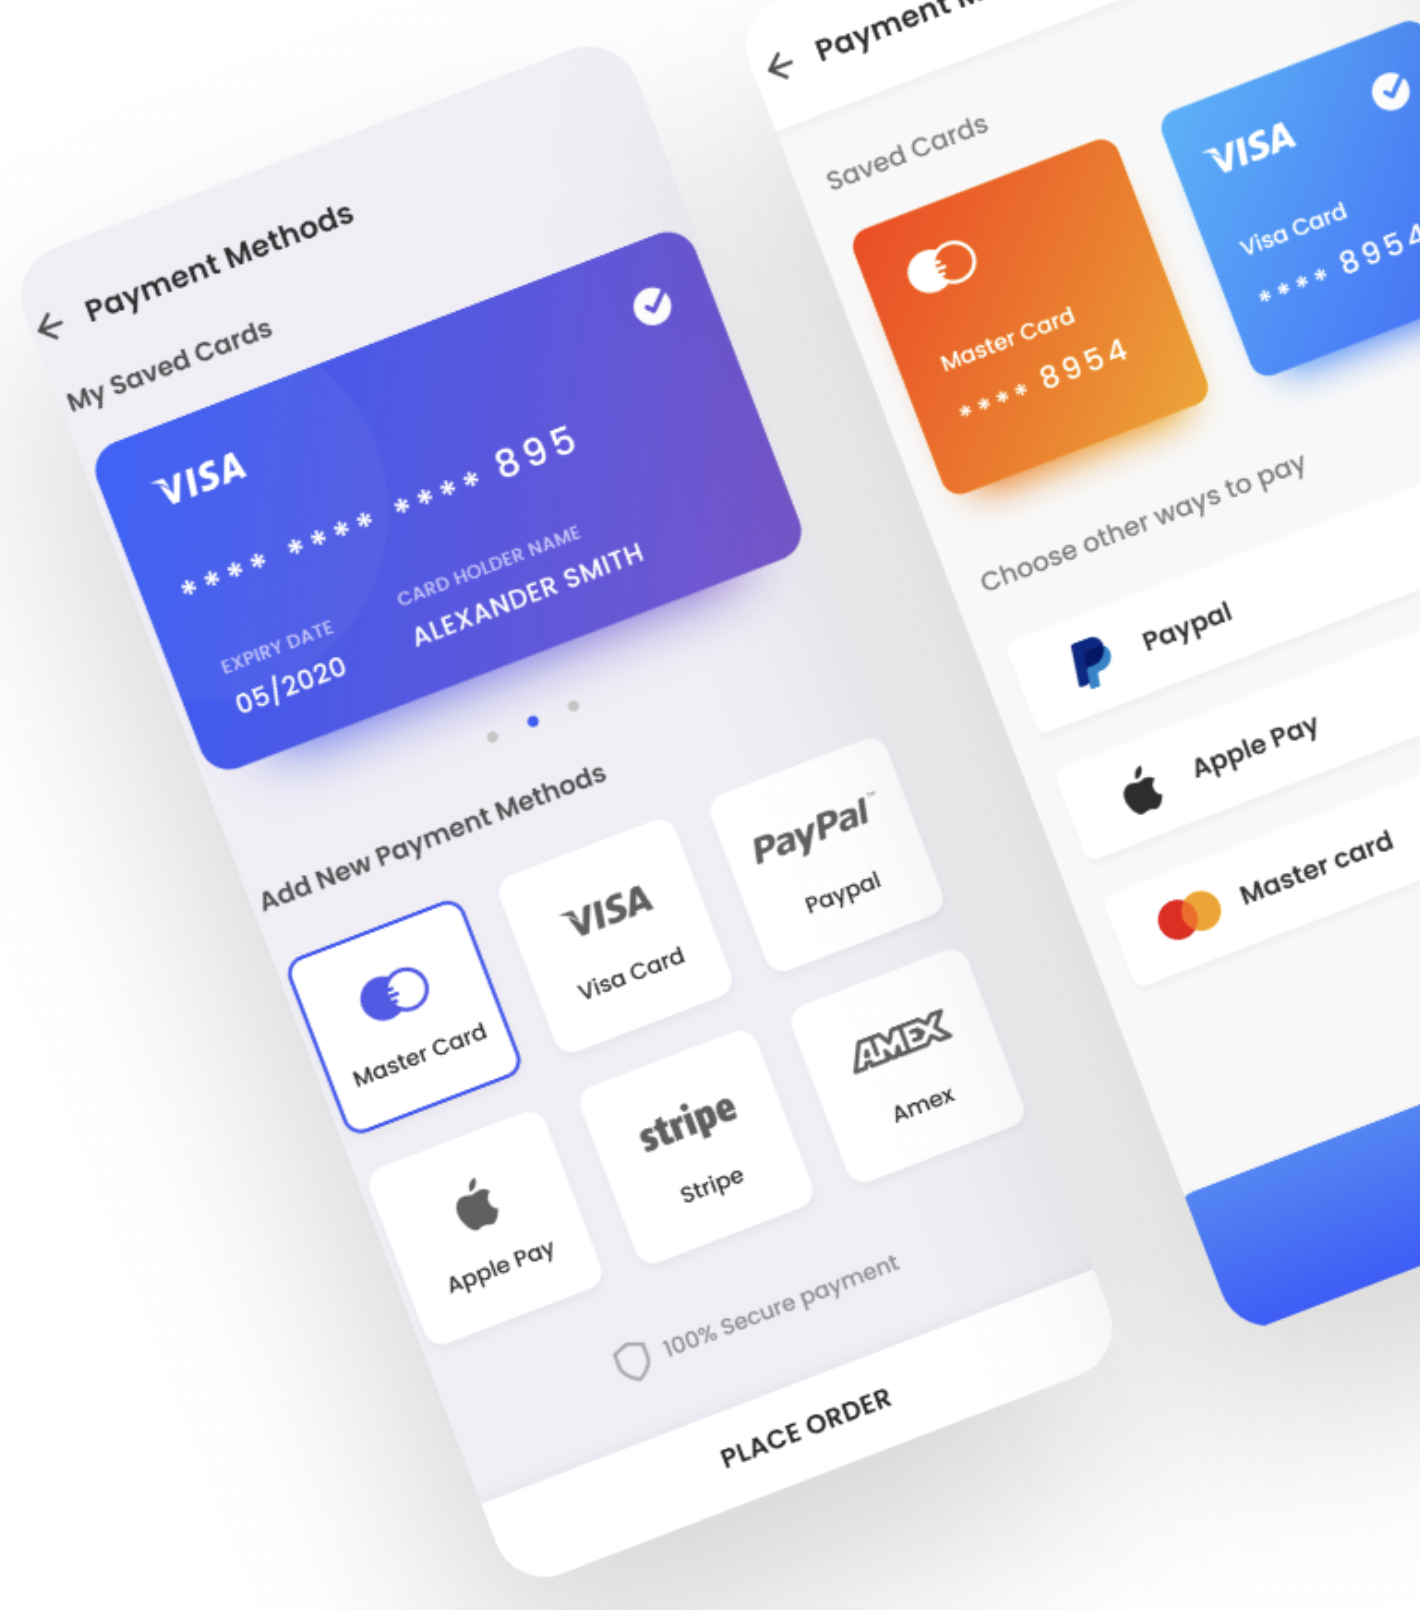 Payment Methods
My Saved Cards
VISA
**** **** **** 895
EXPIRY DATE
05/2020
CARD HOLDER NAME
ALEXANDER SMITH
Add New Payment Methods
Master Card
VISA
Visa Card
PayPal™
Paypal
Apple Pay
stripe
Stripe
AMEX
Amex
100% Secure payment
PLACE ORDER
Payment
Saved Cards
Master Card
**** 8954
VISA
Visa Card
**** 8954
Choose other ways to pay
Paypal
Apple Pay
Master card